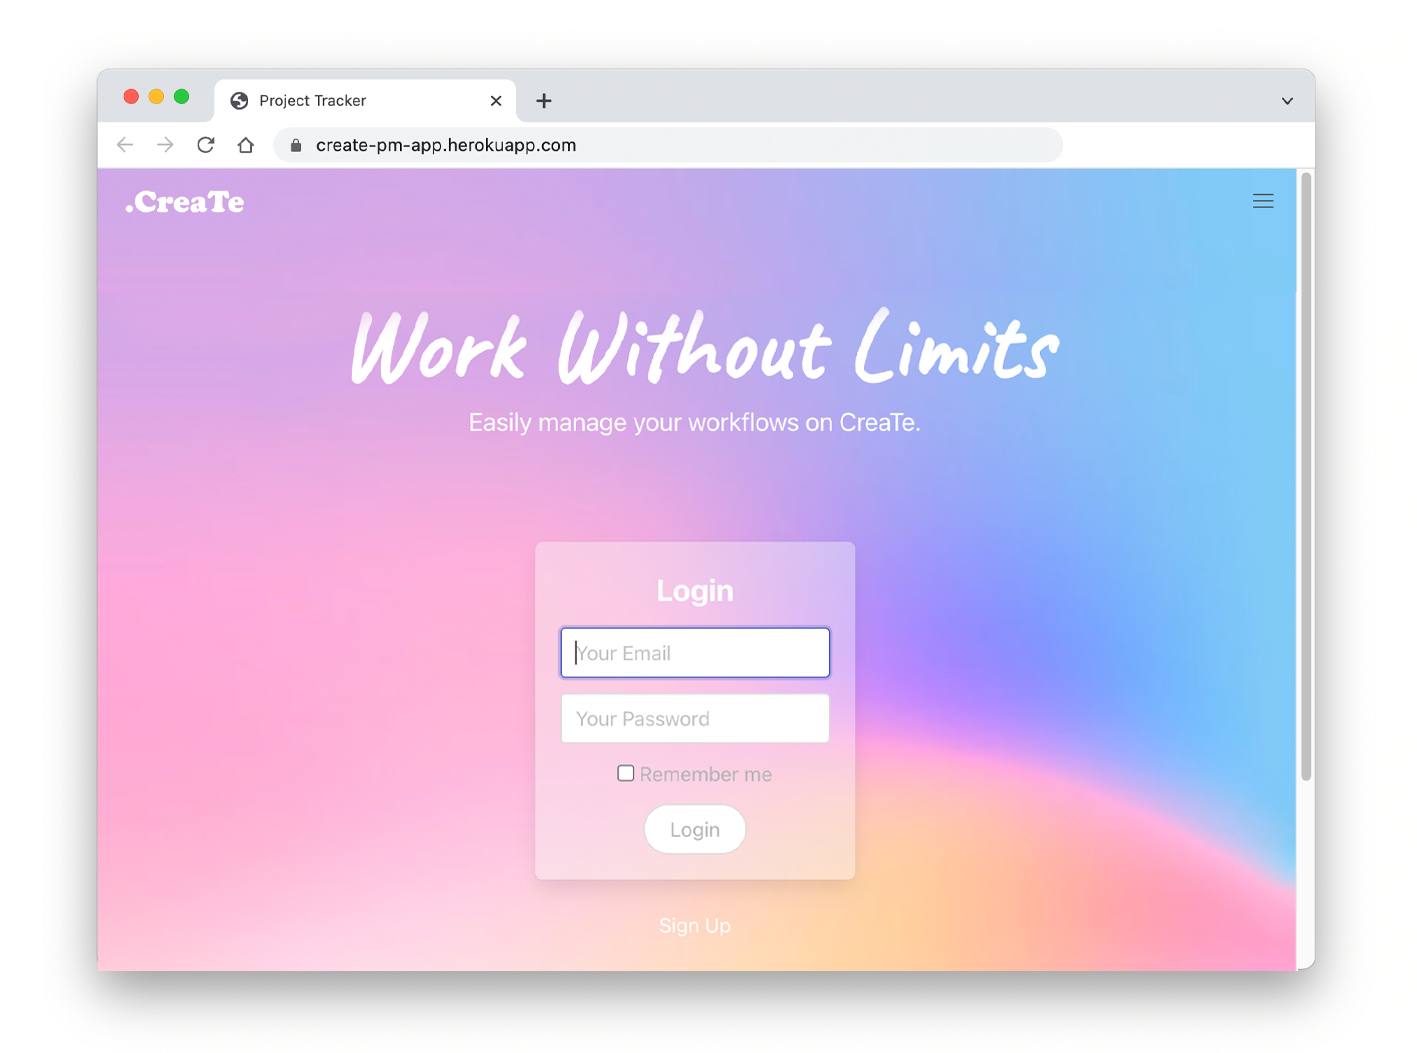 Project Tracker
create-pm-app.herokuapp.com
.CreaTe
Work Without Limits
Easily manage your workflows on CreaTe.
Login
Your Email
Your Password
Remember me
Login
Sign Up